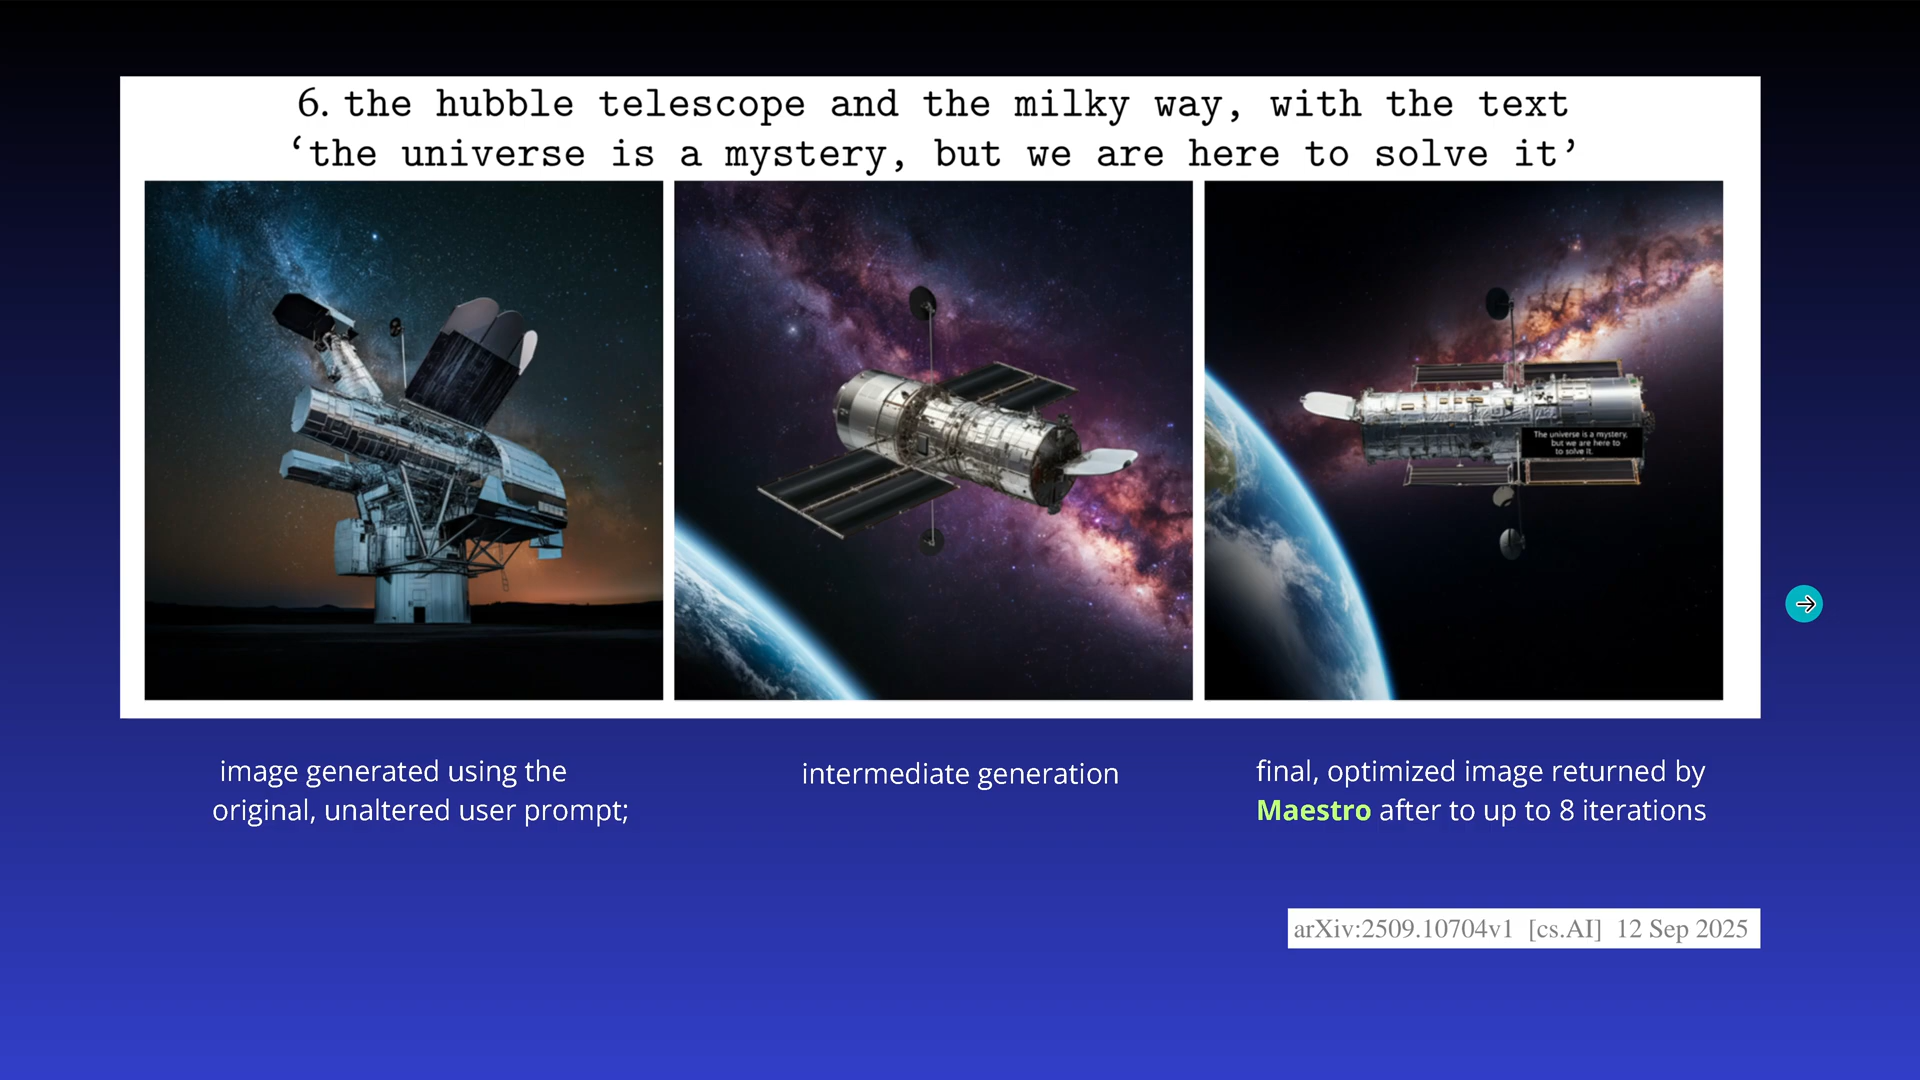 6. the hubble telescope and the milky way, with the text
‘the universe is a mystery, but we are here to solve it’
The universe is a mystery,
but we are here to
to solve it.
image generated using the
original, unaltered user prompt;
intermediate generation
final, optimized image returned by
Maestro after to up to 8 iterations
arXiv:2509.10704v1 [cs.AI] 12 Sep 2025